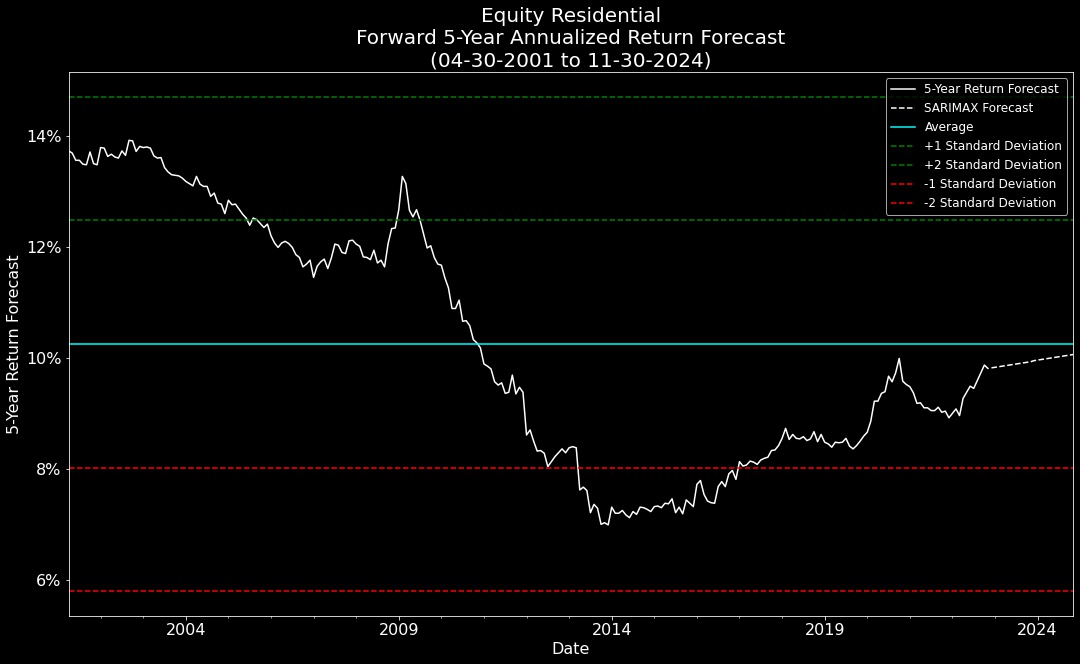 Equity Residential
Forward 5-Year Annualized Return Forecast
(04-30-2001 to 11-30-2024)
5-Year Return Forecast
SARIMAX Forecast
Average
+1 Standard Deviation
+2 Standard Deviation
-1 Standard Deviation
-2 Standard Deviation
5-Year Return Forecast
14%
12%
10%
8%
6%
2004 2009 2014 2019 2024
Date